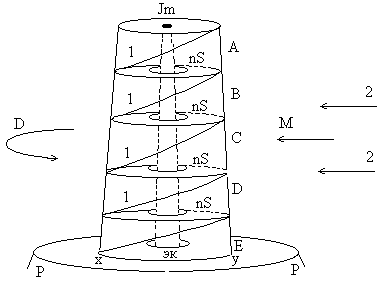 Jm
1 A
nS
2
1 B
D nS M
1 C
2
nS
1 D
nS
E
x эк y
P P